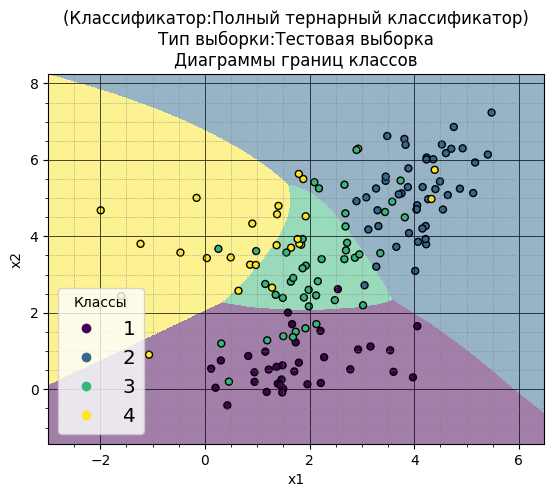 (Классификатор:Полный тернарный классификатор)
Тип выборки:Тестовая выборка
Диаграммы границ классов
8
6
4
2
0
x2
Классы
1
2
3
4
−2 0 2 4 6
x1